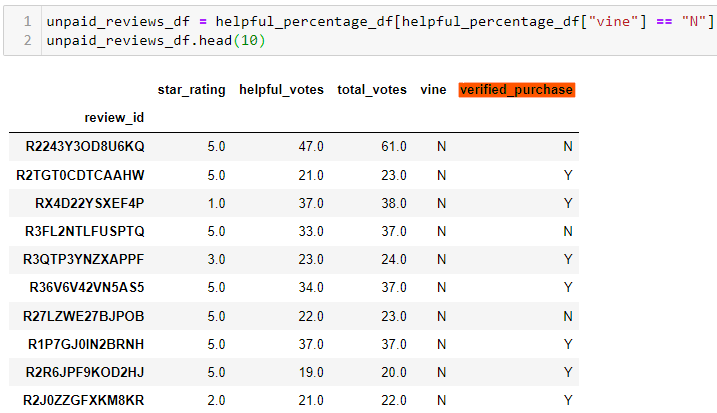 1 unpaid_reviews_df = helpful_percentage_df[helpful_percentage_df["vine"] == "N"]
2 unpaid_reviews_df.head(10)
star_rating helpful_votes total_votes vine verified_purchase
review_id
R2243Y3OD8U6KQ 5.0 47.0 61.0 N N
R2TGT0CDTCAAHW 5.0 21.0 23.0 N Y
RX4D22YSXEF4P 1.0 37.0 38.0 N Y
R3FL2NTLFUSPTQ 5.0 33.0 37.0 N N
R3QTP3YNZXAPPF 3.0 23.0 24.0 N Y
R36V6V42VN5AS5 5.0 34.0 37.0 N Y
R27LZWE27BJPOB 5.0 22.0 23.0 N N
R1P7GJ0IN2BRNH 5.0 37.0 37.0 N Y
R2R6JPF9KOD2HJ 5.0 19.0 20.0 N Y
R2J0ZZGFXKM8KR 2.0 21.0 22.0 N Y